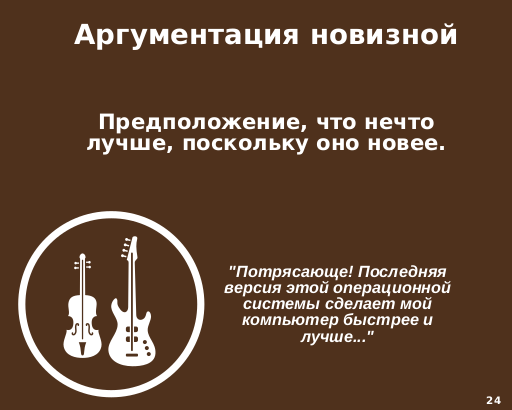 Аргументация новизной
Предположение, что нечто
лучше, поскольку оно новее.
"Потрясающе! Последняя
версия этой операционной
системы сделает мой
компьютер быстрее и
лучше..."
24